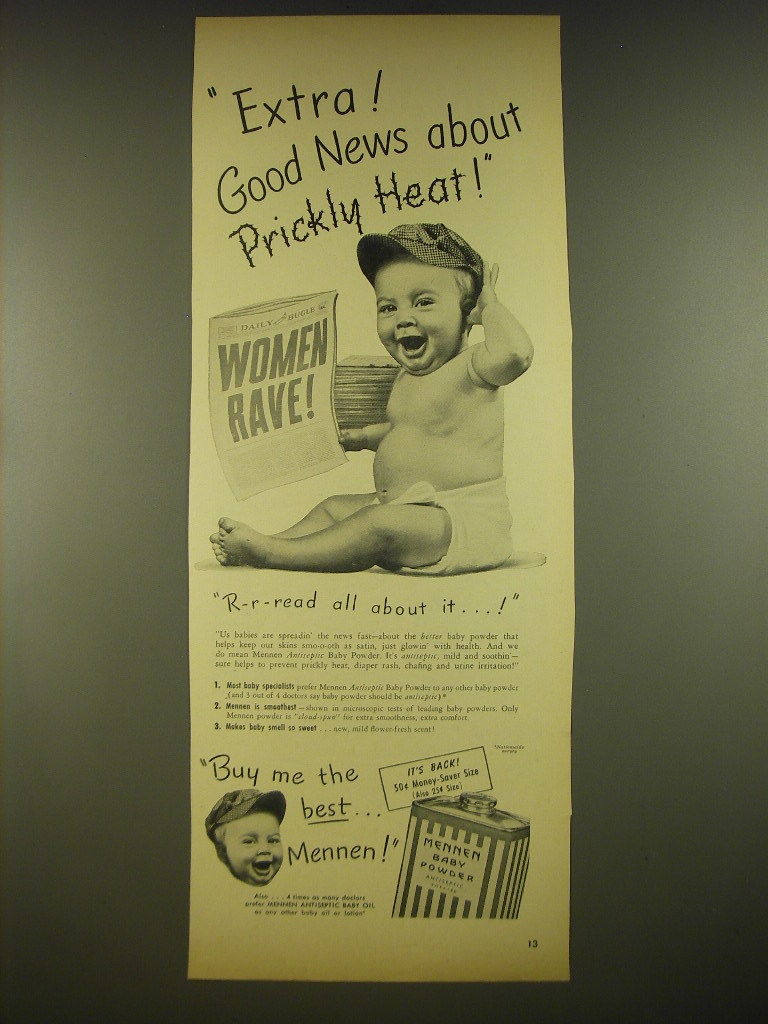 "Extra!
Good News about
Prickly Heat!"
DAILY BUGLE
WOMEN
RAVE!
"R-r-read all about it...!"
"Us babies are spreadin' the news fast—about the better baby powder that
helps keep our skins smo-o-oth as satin, just glowin' with health. And we
do mean Mennen Antiseptic Baby Powder. It's antiseptic, mild and soothin'—
sure helps to prevent prickly heat, diaper rash, chafing and urine irritation!"
1. Most baby specialists prefer Mennen Antiseptic Baby Powder to any other baby powder
(and 3 out of 4 doctors say baby powder should be antiseptic)*
2. Mennen is smoothest—shown in microscopic tests of leading baby powders. Only
Mennen powder is "cloud-spun" for extra smoothness, extra comfort.
3. Makes baby smell so sweet . . . new, mild flower-fresh scent!
*Nationwide
survey
"Buy me the
best...
Mennen!"
IT'S BACK!
50¢ Money-Saver Size
(Also 25¢ Size)
MENNEN
BABY
POWDER
ANTISEPTIC
Also . . . 4 times as many doctors
prefer MENNEN ANTISEPTIC BABY OIL
as any other baby oil or lotion*
13